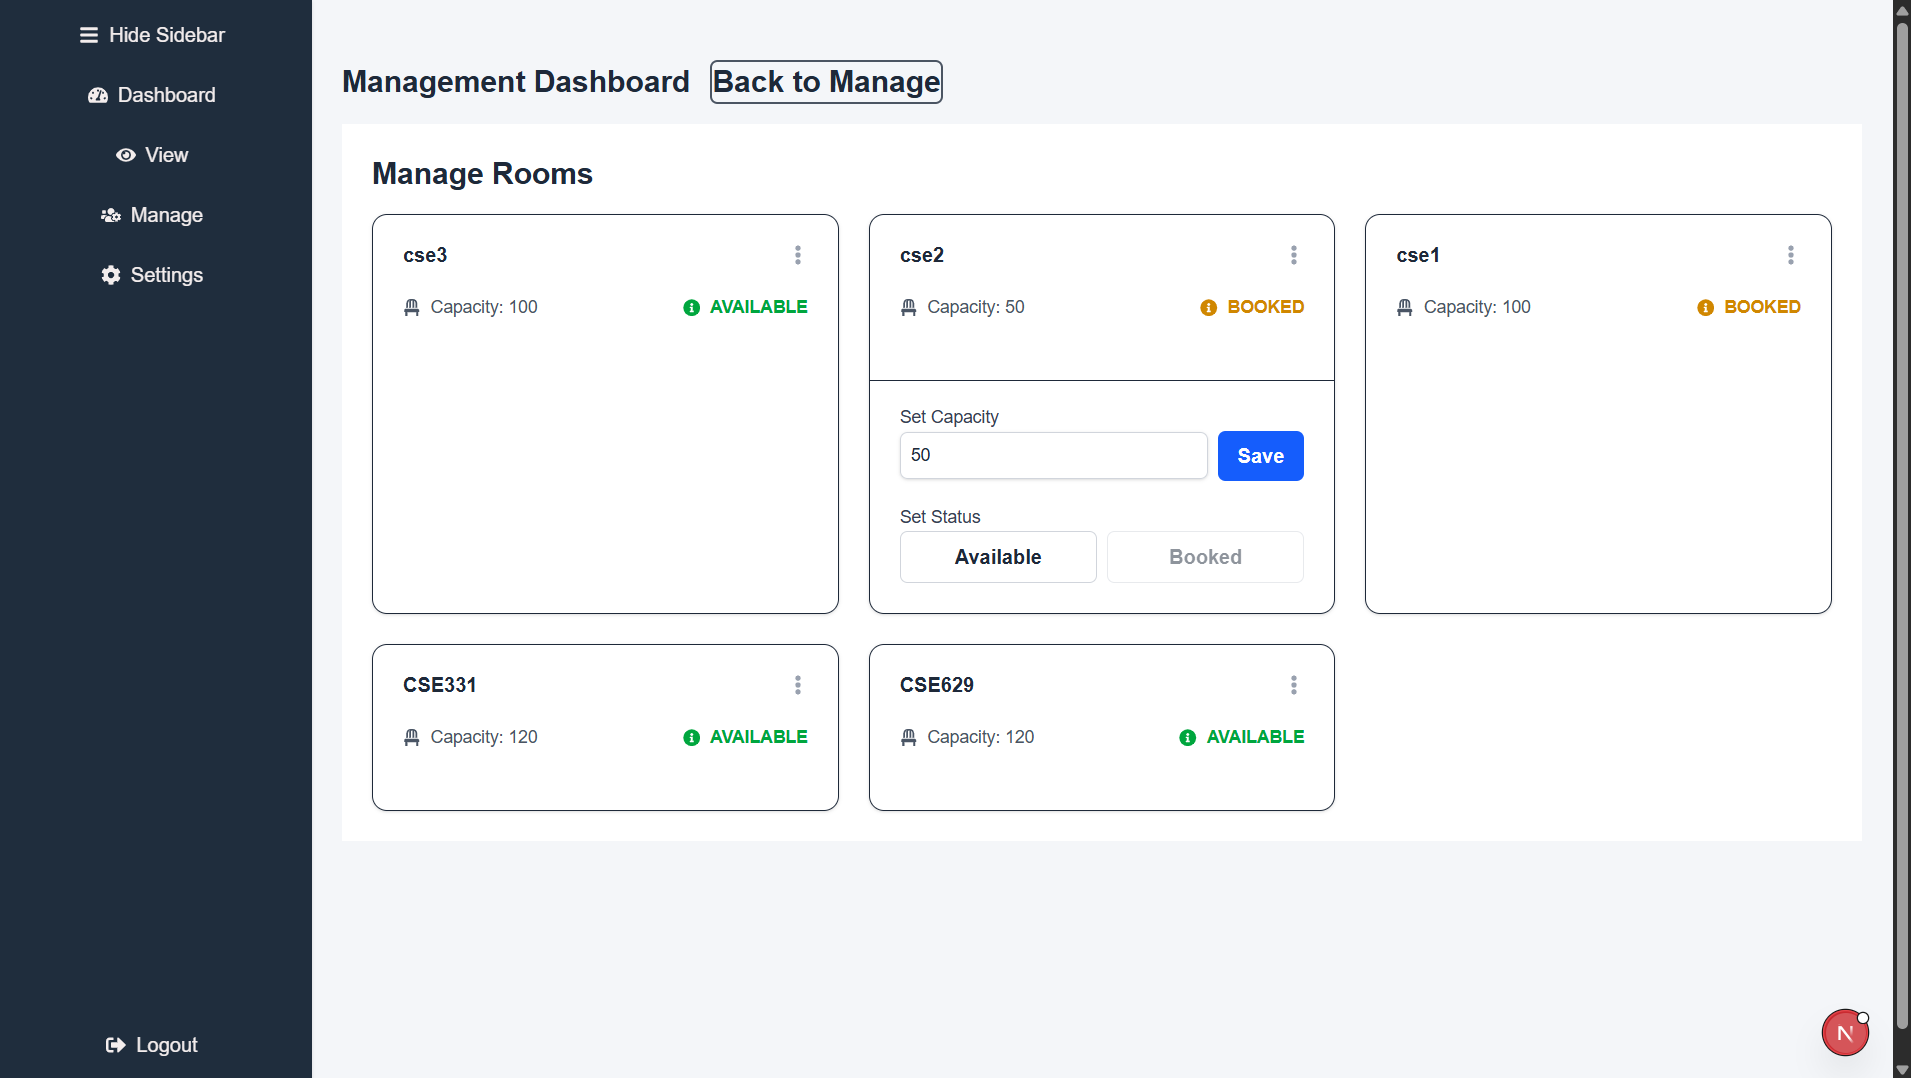 Hide Sidebar
Dashboard
View
Manage
Settings
Logout
Management Dashboard Back to Manage
Manage Rooms
cse3
Capacity: 100 AVAILABLE
cse2
Capacity: 50 BOOKED
Set Capacity
50 Save
Set Status
Available Booked
cse1
Capacity: 100 BOOKED
CSE331
Capacity: 120 AVAILABLE
CSE629
Capacity: 120 AVAILABLE
N